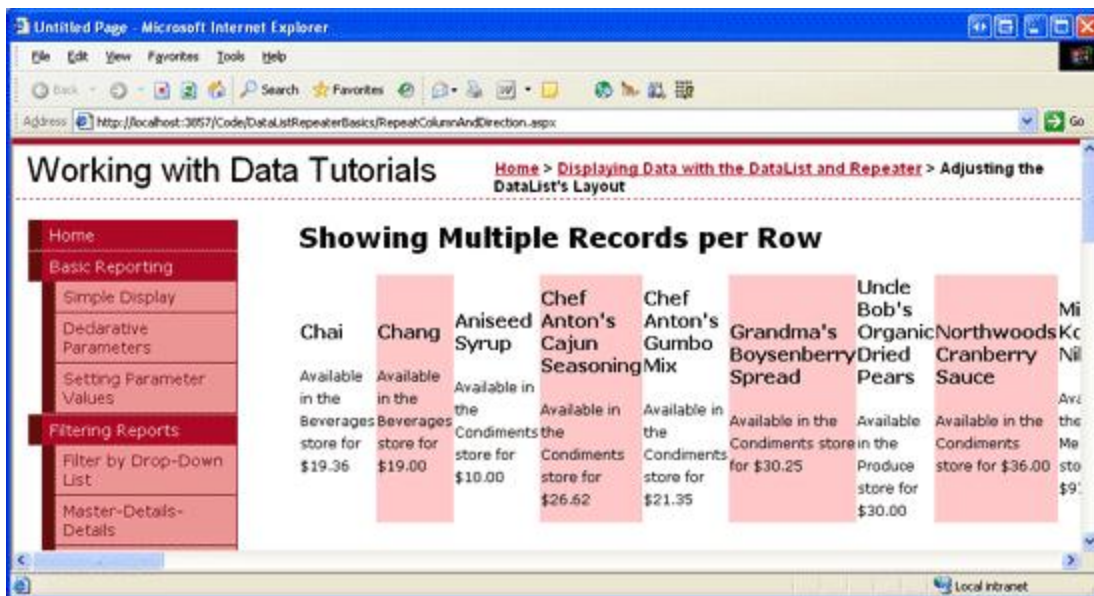 Untitled Page - Microsoft Internet Explorer
File Edit View Favorites Tools Help
Back Search Favorites
Address http://localhost:3057/Code/DataListRepeaterBasics/RepeatColumnAndDirection.aspx Go
Working with Data Tutorials
Home > Displaying Data with the DataList and Repeater > Adjusting the
DataList's Layout
Home
Basic Reporting
Simple Display
Declarative
Parameters
Setting Parameter
Values
Filtering Reports
Filter by Drop-Down
List
Master-Details-
Details
Showing Multiple Records per Row
Chai
Available
in the
Beverages
store for
$19.36
Chang
Available
in the
Beverages
store for
$19.00
Aniseed
Syrup
Available in
the
Condiments
store for
$10.00
Chef
Anton's
Cajun
Seasoning
Available in
the
Condiments
store for
$26.62
Chef
Anton's
Gumbo
Mix
Available in
the
Condiments
store for
$21.35
Grandma's
Boysenberry
Spread
Available in the
Condiments store
for $30.25
Uncle
Bob's
Organic
Dried
Pears
Available
in the
Produce
store for
$30.00
Northwoods
Cranberry
Sauce
Available in the
Condiments
store for $36.00
Mi
Ko
Ni
Ava
the
Me
sto
Local intranet